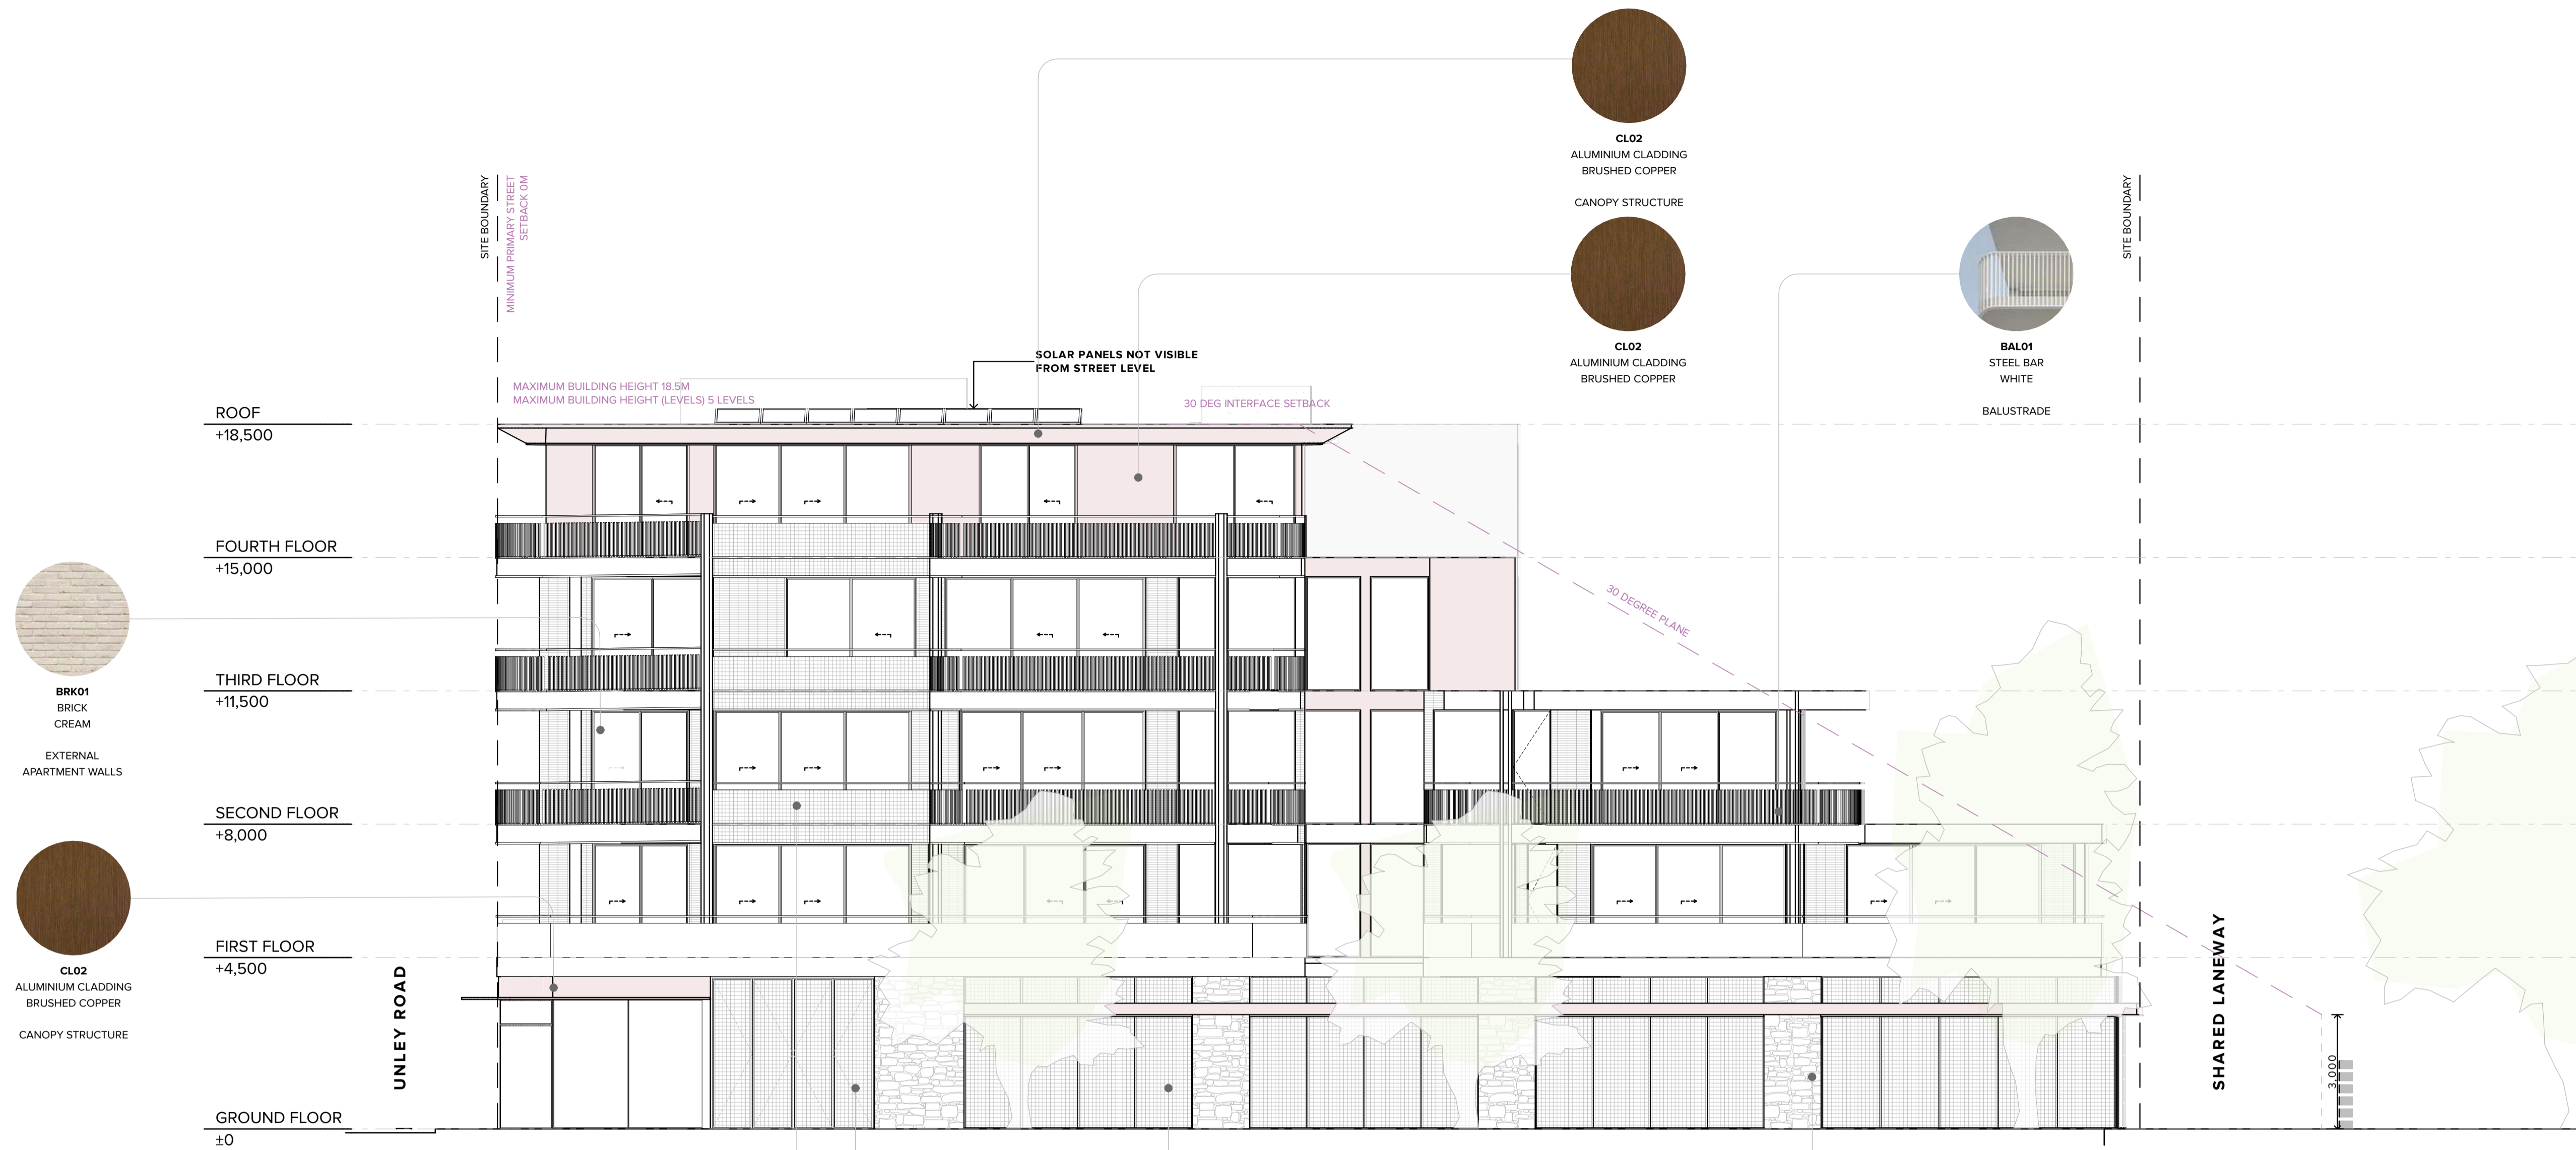 CL02
ALUMINIUM CLADDING
BRUSHED COPPER
CANOPY STRUCTURE
SITE BOUNDARY
MINIMUM PRIMARY STREET
SETBACK 0M
SITE BOUNDARY
CL02
ALUMINIUM CLADDING
BRUSHED COPPER
BAL01
STEEL BAR
WHITE
BALUSTRADE
SOLAR PANELS NOT VISIBLE
FROM STREET LEVEL
MAXIMUM BUILDING HEIGHT 18.5M
MAXIMUM BUILDING HEIGHT (LEVELS) 5 LEVELS
30 DEG INTERFACE SETBACK
ROOF
+18,500
FOURTH FLOOR
+15,000
30 DEGREE PLANE
THIRD FLOOR
+11,500
BRK01
BRICK
CREAM
EXTERNAL
APARTMENT WALLS
SECOND FLOOR
+8,000
FIRST FLOOR
+4,500
CL02
ALUMINIUM CLADDING
BRUSHED COPPER
CANOPY STRUCTURE
UNLEY ROAD
SHARED LANEWAY
3,000
GROUND FLOOR
±0